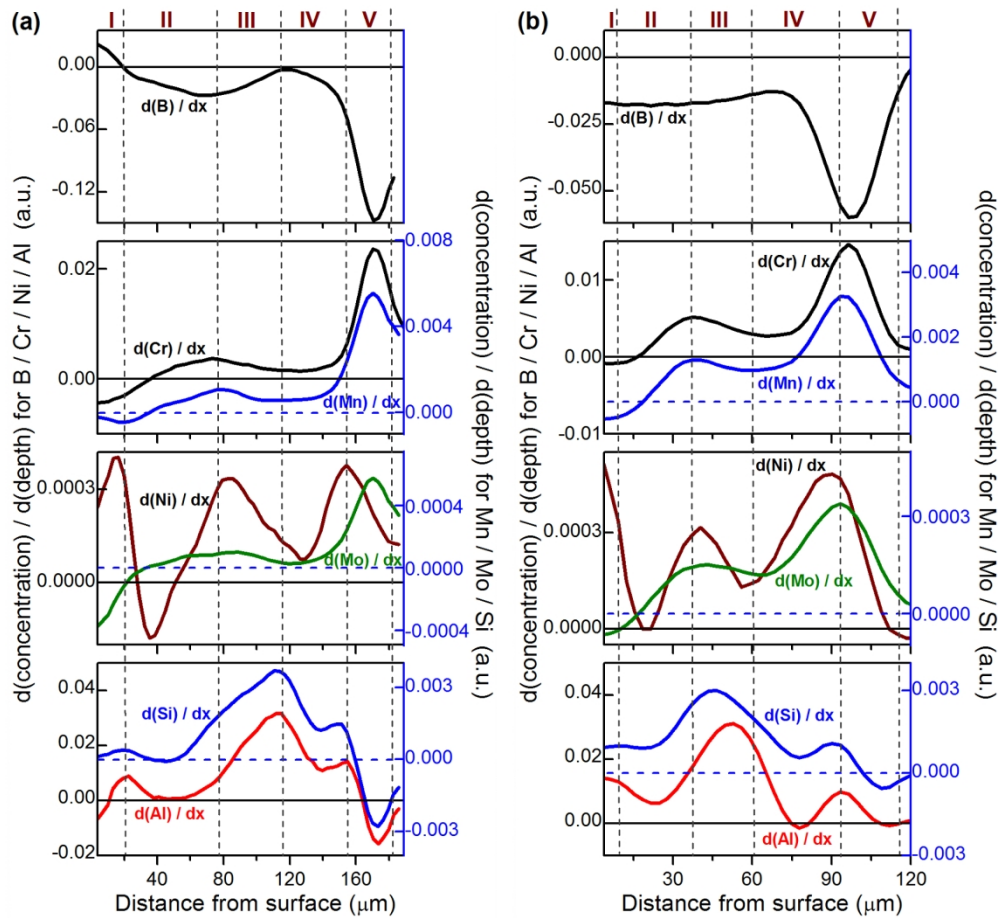 (a) I II III IV V
0.00
-0.06
-0.12
d(B) / dx
0.02
0.00
0.008
0.004
0.000
d(Cr) / dx
d(Mn) / dx
0.0003
0.0000
0.0004
0.0000
-0.0004
d(Ni) / dx
d(Mo) / dx
0.04
0.02
0.00
-0.02
0.003
0.000
-0.003
d(Si) / dx
d(Al) / dx
40 80 120 160
Distance from surface (μm)
d(concentration) / d(depth) for B / Cr / Ni / Al (a.u.)
d(concentration) / d(depth) for Mn / Mo / Si (a.u.)
(b) I II III IV V
0.000
-0.025
-0.050
d(B) / dx
0.01
0.00
-0.01
0.004
0.002
0.000
d(Cr) / dx
d(Mn) / dx
0.0003
0.0000
0.0003
0.0000
d(Ni) / dx
d(Mo) / dx
0.04
0.02
0.00
0.003
0.000
-0.003
d(Si) / dx
d(Al) / dx
30 60 90 120
Distance from surface (μm)
d(concentration) / d(depth) for B / Cr / Ni / Al (a.u.)
d(concentration) / d(depth) for Mn / Mo / Si (a.u.)